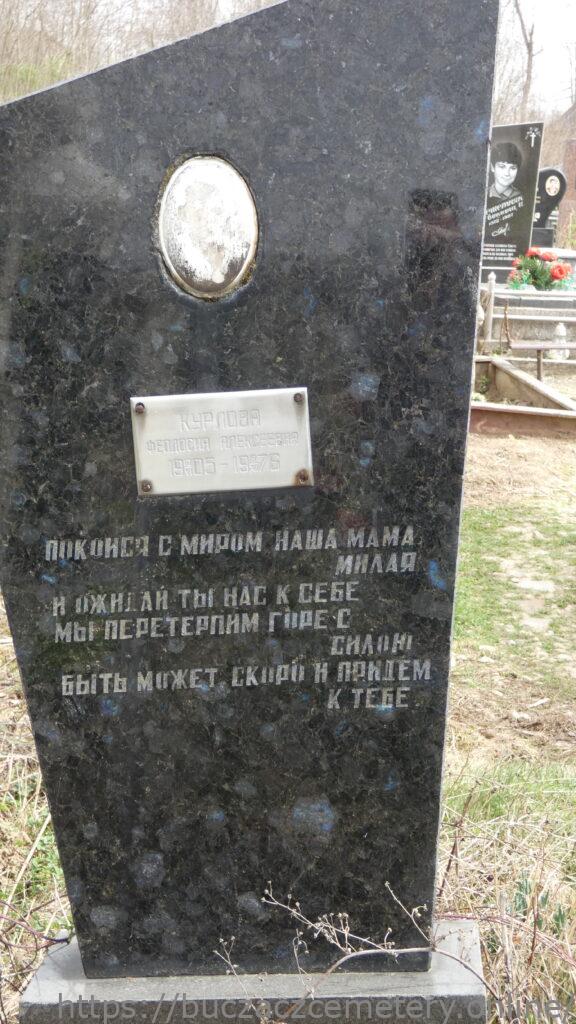 КУРЛОВА
ФЕДОСИЯ АЛЕКСЕЕВНА
1905 - 1976
ПОКОЙСЯ С МИРОМ НАША МАМА
МИЛАЯ
И ОЖИДАЙ ТЫ НАС К СЕБЕ
МЫ ПЕРЕТЕРПИМ ГОРЕ С
СИЛОЮ
БЫТЬ МОЖЕТ, СКОРО И ПРИДЕМ
К ТЕБЕ.
https://buczaczcemetery.online/